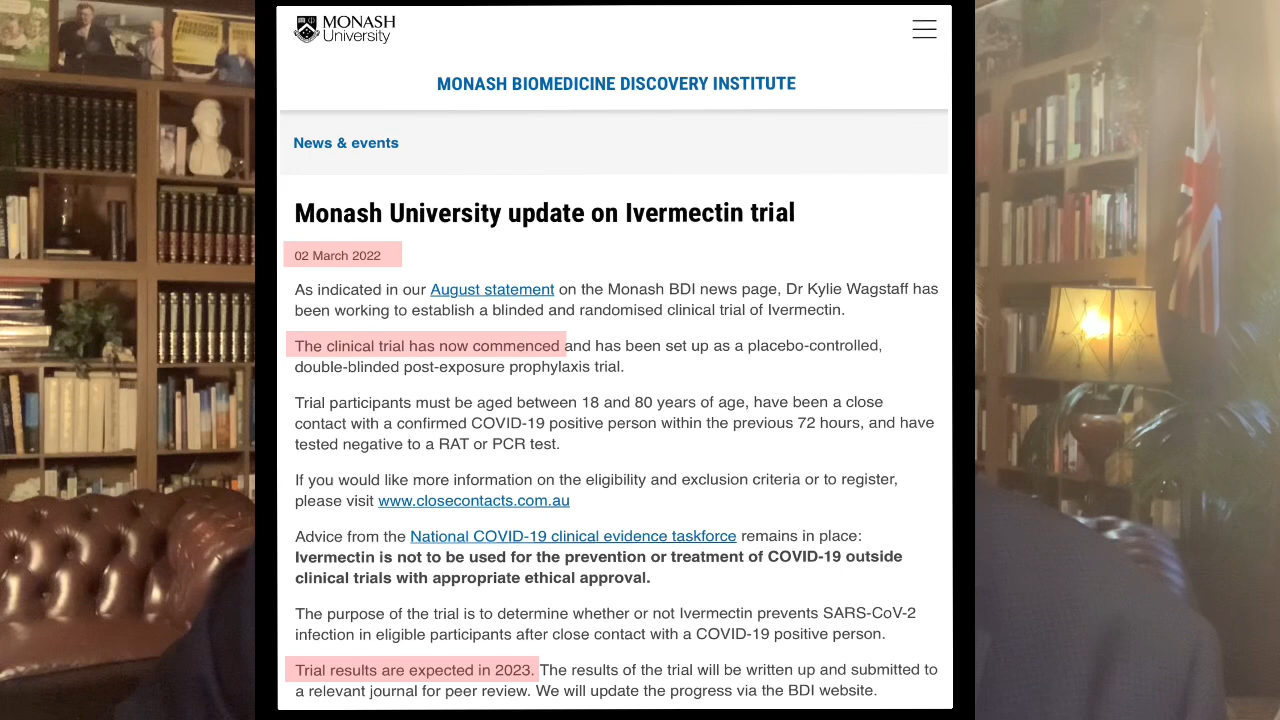 FREEDOM
FREEDOM
MONASH
University
MONASH BIOMEDICINE DISCOVERY INSTITUTE
News & events
Monash University update on Ivermectin trial
02 March 2022
As indicated in our August statement on the Monash BDI news page, Dr Kylie Wagstaff has
been working to establish a blinded and randomised clinical trial of Ivermectin.
The clinical trial has now commenced and has been set up as a placebo-controlled,
double-blinded post-exposure prophylaxis trial.
Trial participants must be aged between 18 and 80 years of age, have been a close
contact with a confirmed COVID-19 positive person within the previous 72 hours, and have
tested negative to a RAT or PCR test.
If you would like more information on the eligibility and exclusion criteria or to register,
please visit www.closecontacts.com.au
Advice from the National COVID-19 clinical evidence taskforce remains in place:
Ivermectin is not to be used for the prevention or treatment of COVID-19 outside
clinical trials with appropriate ethical approval.
The purpose of the trial is to determine whether or not Ivermectin prevents SARS-CoV-2
infection in eligible participants after close contact with a COVID-19 positive person.
Trial results are expected in 2023. The results of the trial will be written up and submitted to
a relevant journal for peer review. We will update the progress via the BDI website.